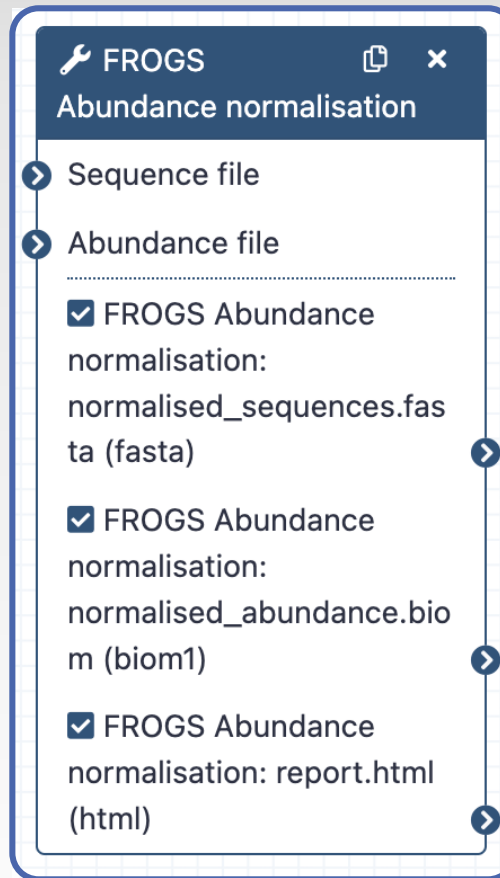 FROGS
Abundance normalisation
Sequence file
Abundance file
FROGS Abundance
normalisation:
normalised_sequences.fas
ta (fasta)
FROGS Abundance
normalisation:
normalised_abundance.bio
m (biom1)
FROGS Abundance
normalisation: report.html
(html)